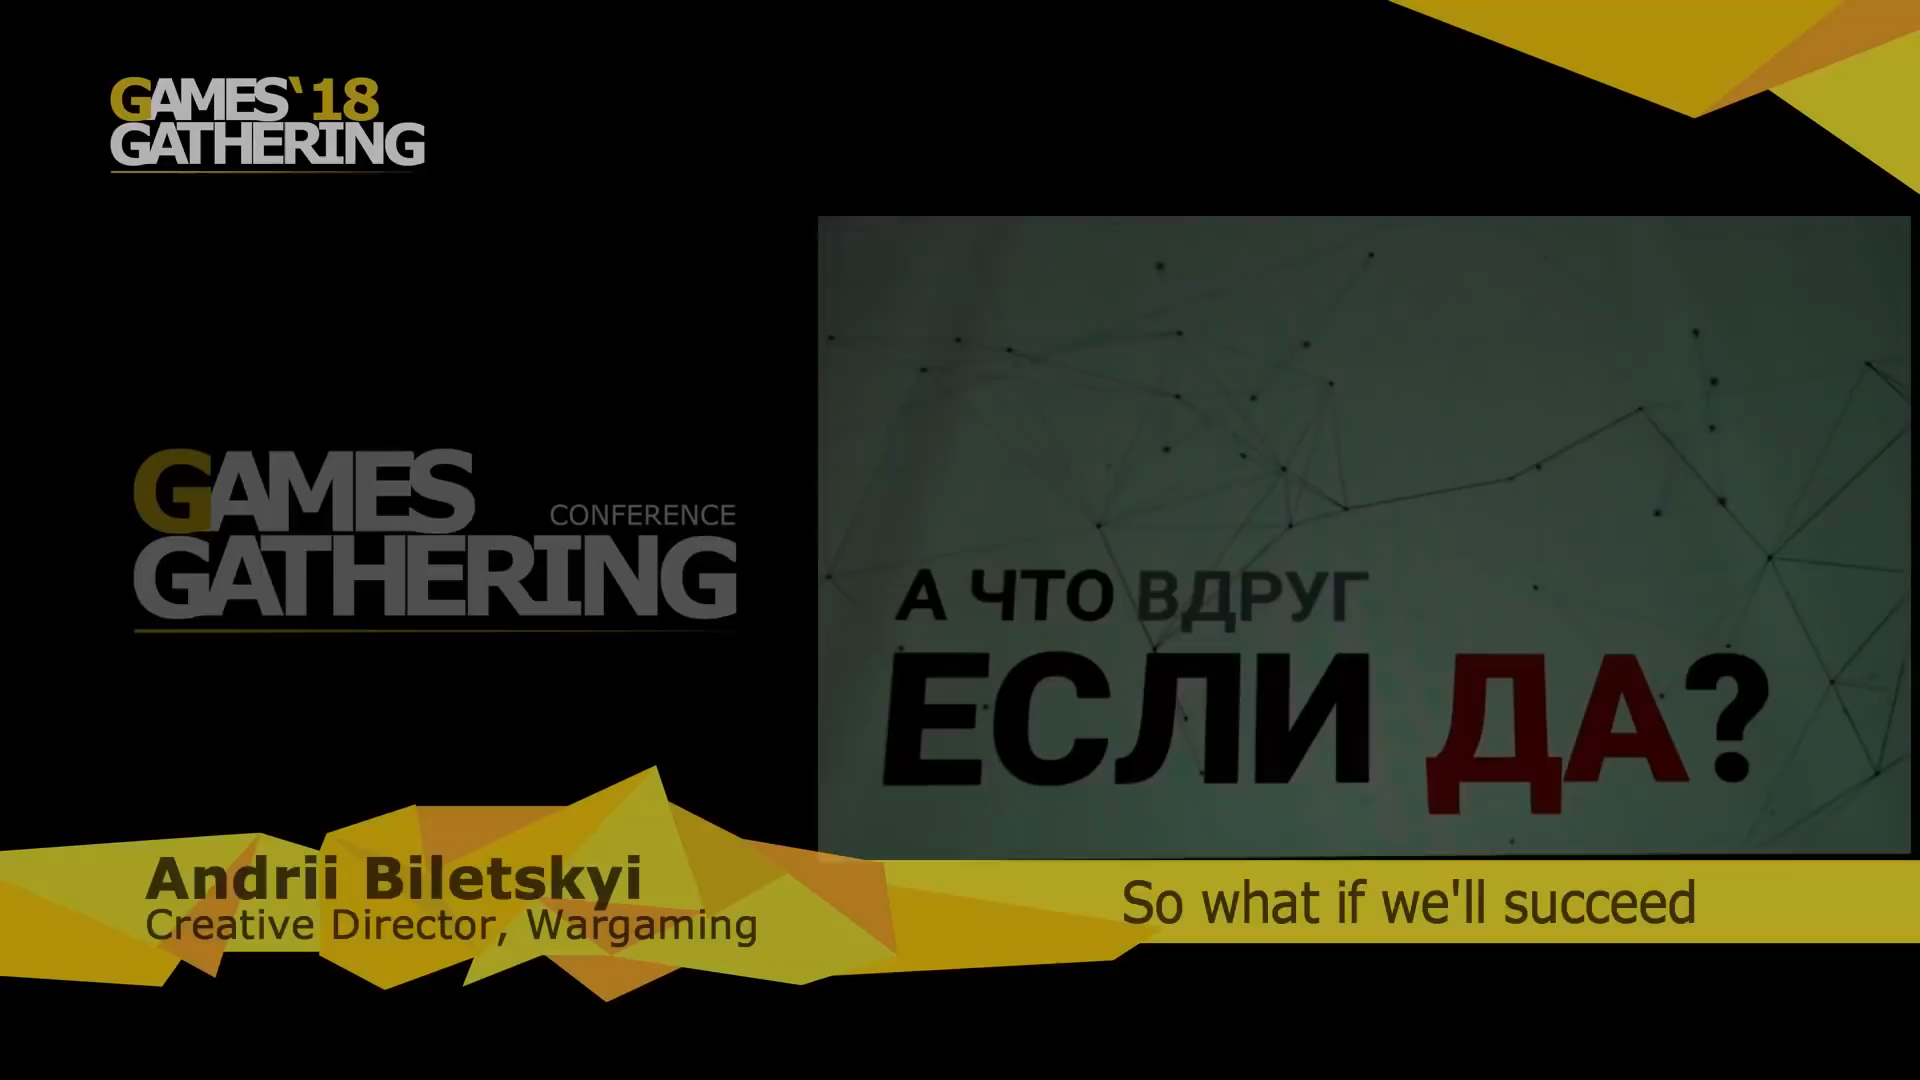 GAMES'18
GATHERING
GAMES
CONFERENCE
GATHERING
А ЧТО ВДРУГ
ЕСЛИ ДА?
Andrii Biletskyi
Creative Director, Wargaming
So what if we'll succeed